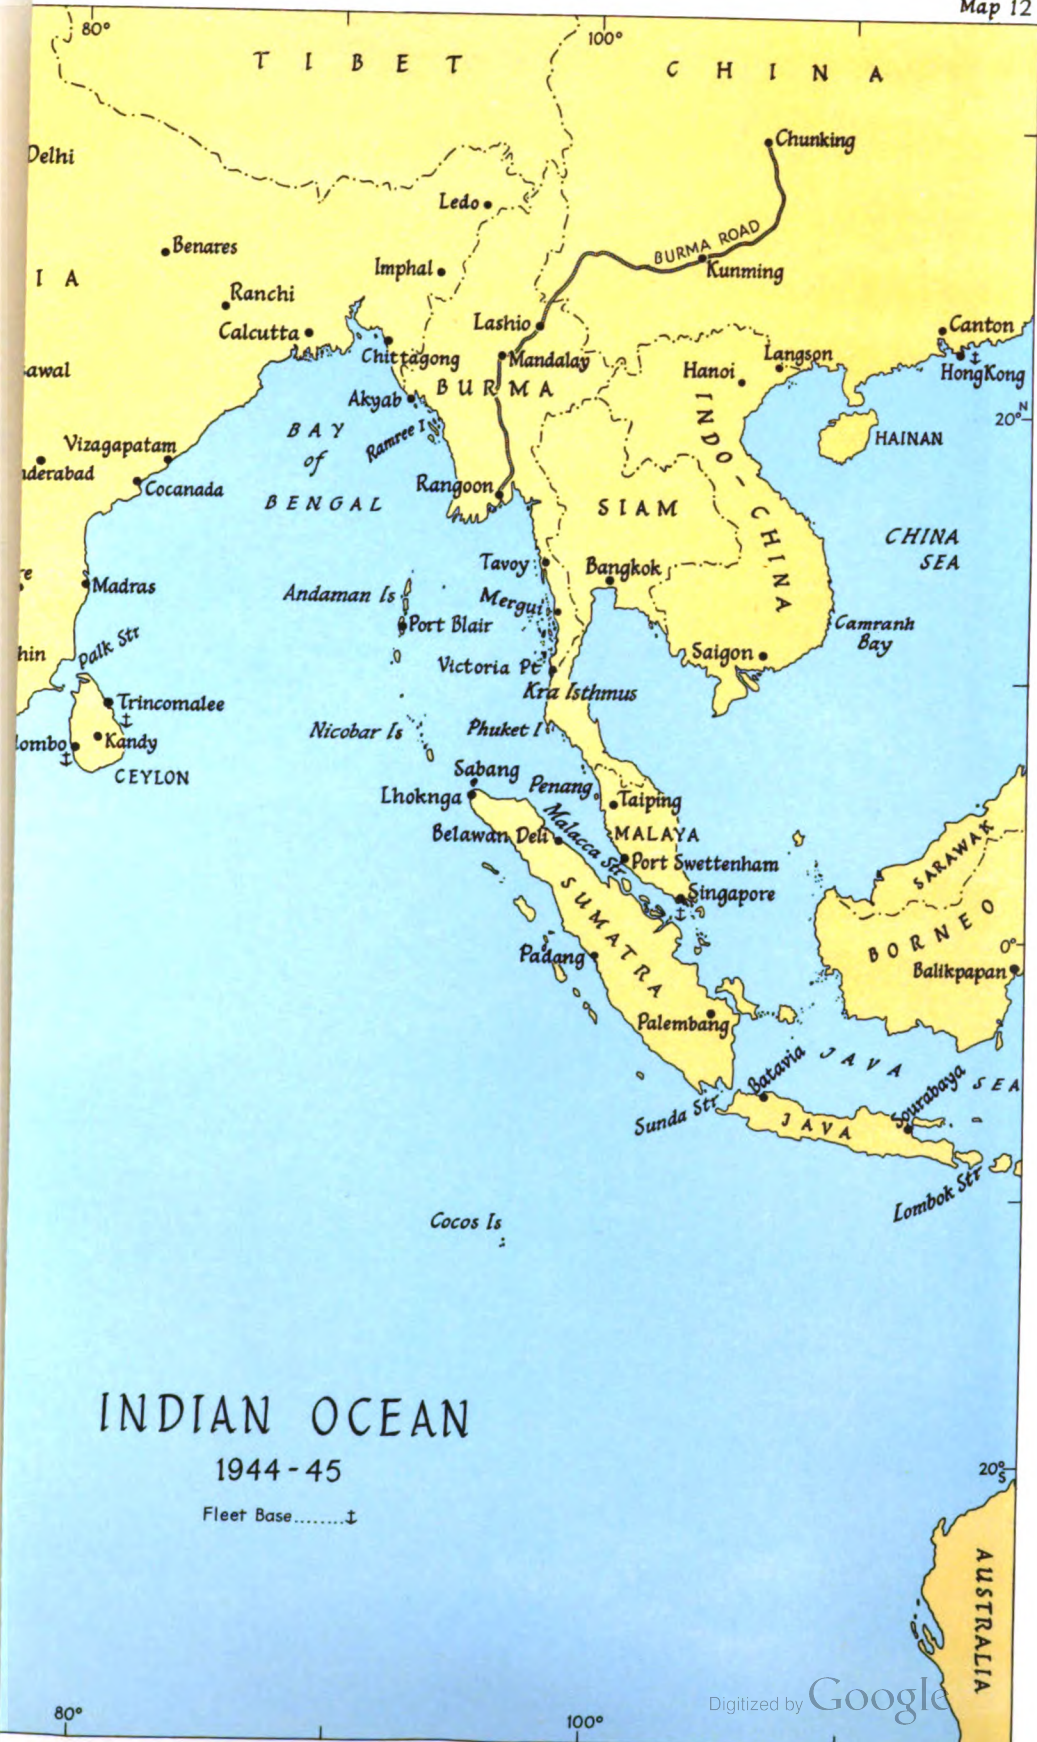 Map 12
80°
100°
TIBET
CHINA
Delhi
Chunking
Ledo
BURMA ROAD
Benares
Imphal
Kunming
I A
Ranchi
Lashio
Calcutta
Canton
Chittagong
Mandalay
Langson
Hanoi
HongKong
awal
BURMA
Akyab
INDO-CHINA
20°N
BAY
of
BENGAL
Ramree I
HAINAN
Vizagapatam
derabad
Cocanada
Rangoon
SIAM
CHINA
SEA
Tavoy
Bangkok
re
Madras
Andaman Is
Mergui
Port Blair
Camranh
Bay
hin
Palk Str
Victoria Pt
Saigon
Kra Isthmus
Trincomalee
Nicobar Is
Phuket I
lombo
Kandy
CEYLON
Sabang
Penang
Lhoknga
Taiping
Belawan Deli
Malacca Str
MALAYA
SARAWAK
Port Swettenham
Singapore
SUMATRA
BORNEO
0°
Padang
Balikpapan
Palembang
Batavia
JAVA SEA
Sourabaya
Sunda Str
JAVA
Lombok Str
Cocos Is
INDIAN OCEAN
1944-45
Fleet Base........
20°S
AUSTRALIA
Digitized by Google
80°
100°